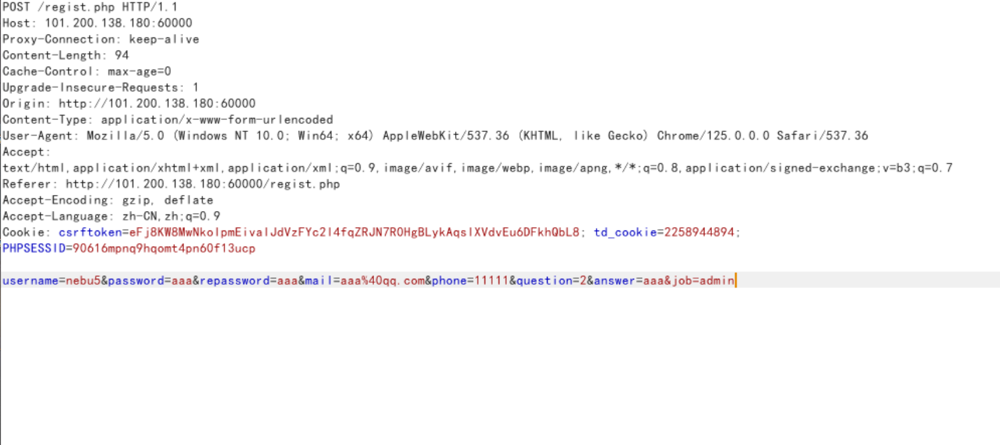 POST /regist.php HTTP/1.1
Host: 101.200.138.180:60000
Proxy-Connection: keep-alive
Content-Length: 94
Cache-Control: max-age=0
Upgrade-Insecure-Requests: 1
Origin: http://101.200.138.180:60000
Content-Type: application/x-www-form-urlencoded
User-Agent: Mozilla/5.0 (Windows NT 10.0; Win64; x64) AppleWebKit/537.36 (KHTML, like Gecko) Chrome/125.0.0.0 Safari/537.36
Accept:
text/html,application/xhtml+xml,application/xml;q=0.9,image/avif,image/webp,image/apng,*/*;q=0.8,application/signed-exchange;v=b3;q=0.7
Referer: http://101.200.138.180:60000/regist.php
Accept-Encoding: gzip, deflate
Accept-Language: zh-CN,zh;q=0.9
Cookie: csrftoken=eFj8KW8MwNkoIpmEivalJdVzFYc2l4fqZRJN7ROHgBLykAqslXVdvEu6DFkhQbL8; td_cookie=2258944894;
PHPSESSID=90616mpnq9hqomt4pn60f13ucp
username=nebu5&password=aaa&repassword=aaa&mail=aaa%40qq.com&phone=11111&question=2&answer=aaa&job=admin